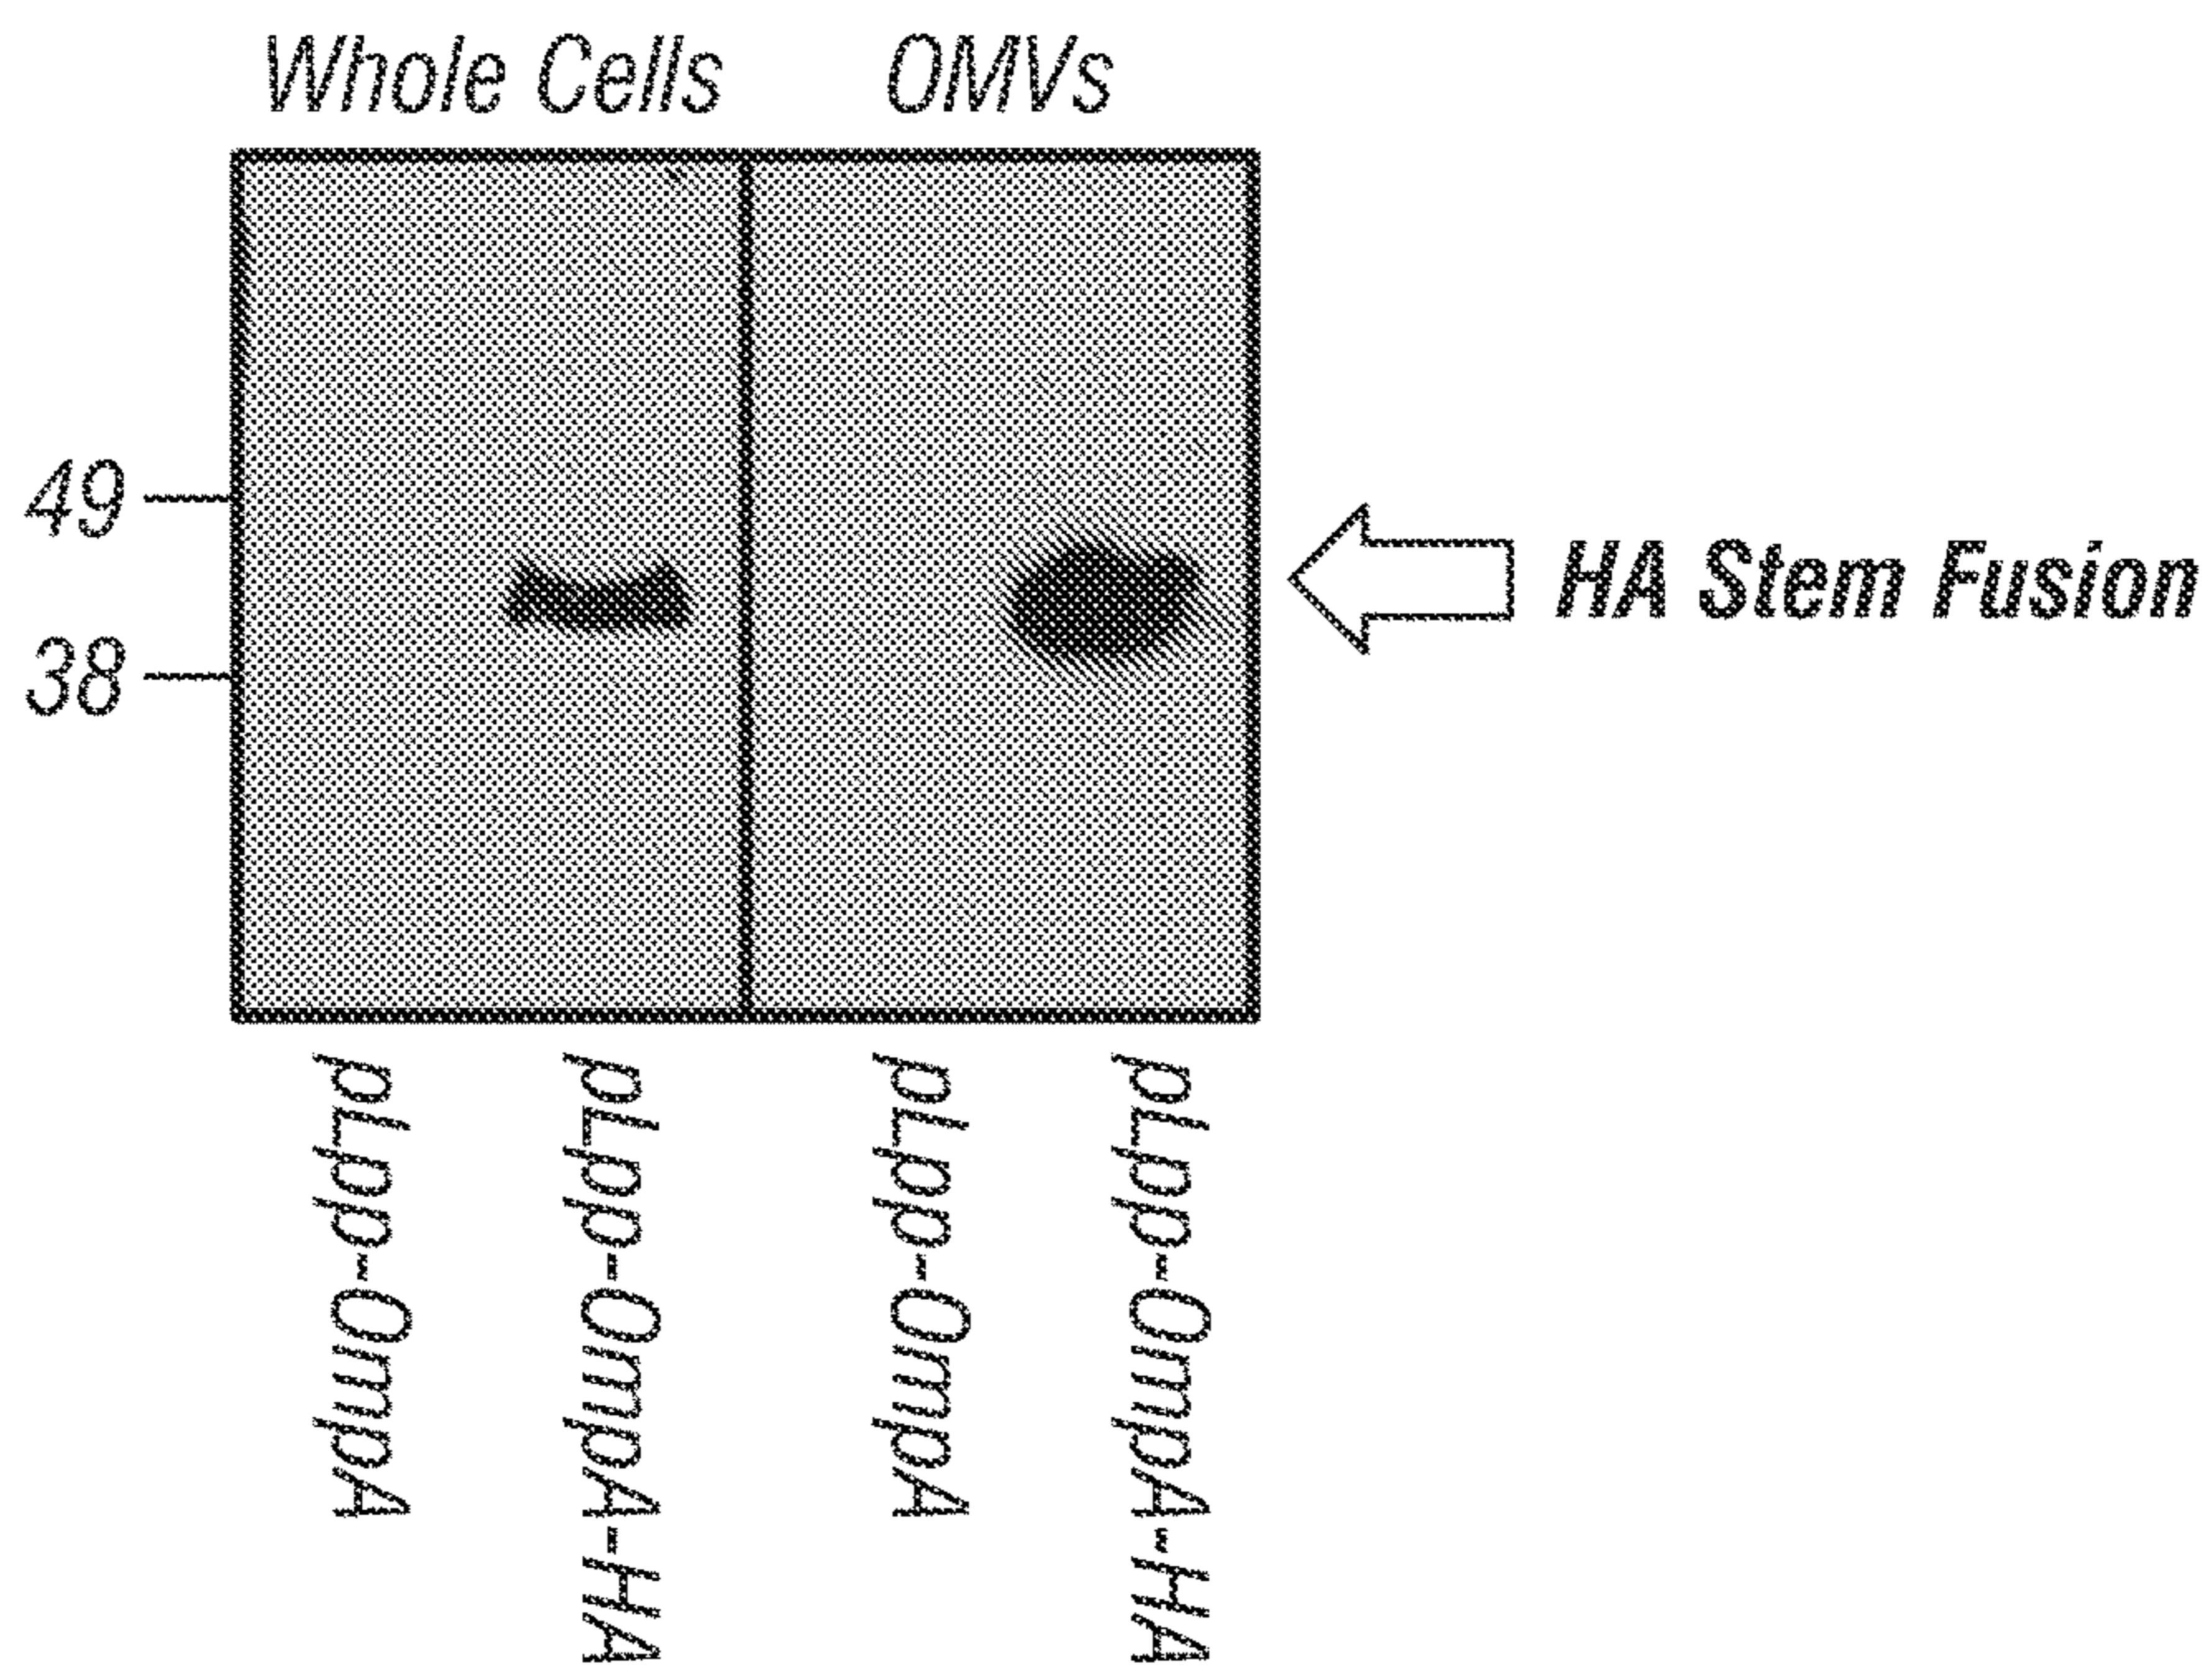 Whole Cells OMVs
49
HA Stem Fusion
38
pLpp-OmpA
pLpp-OmpA-HA
pLpp-OmpA
pLpp-OmpA-HA